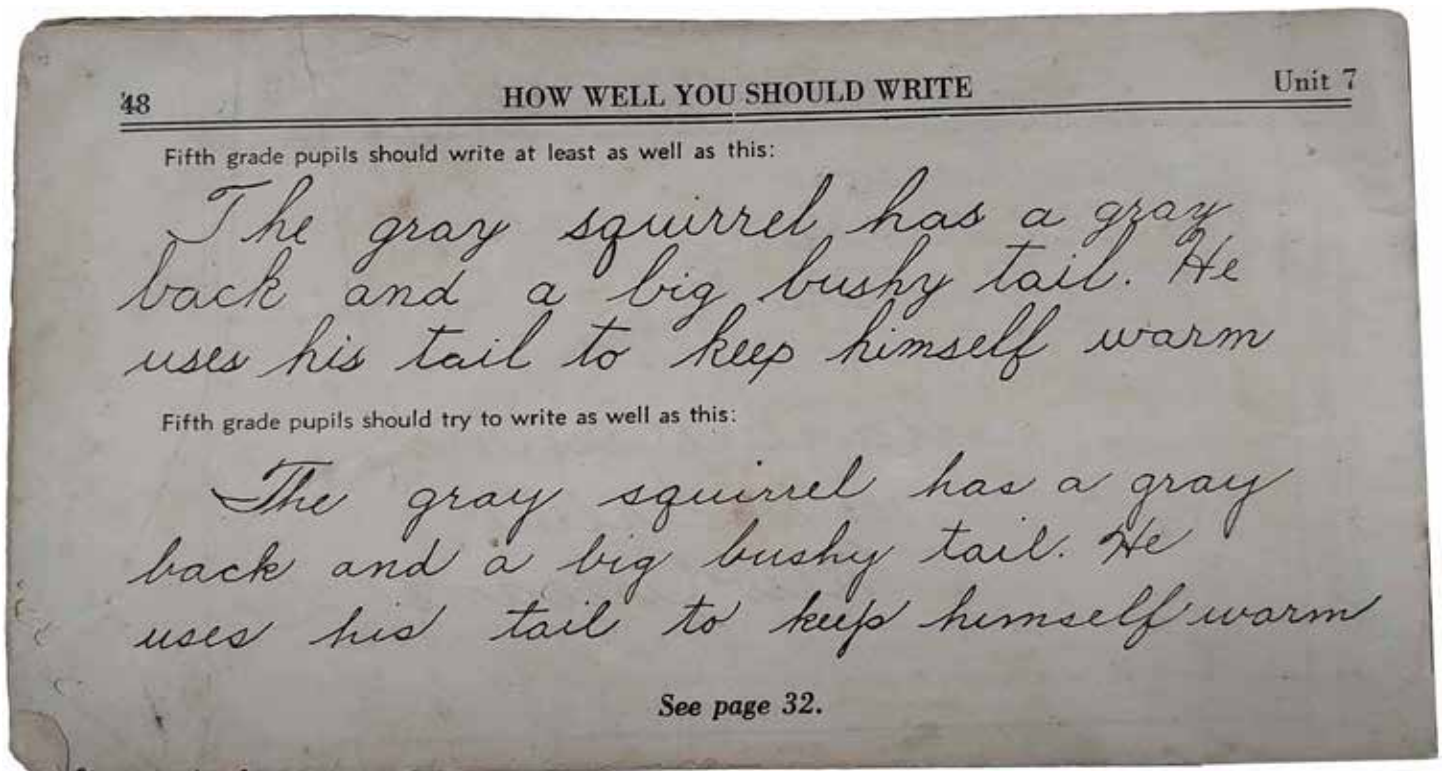 48 HOW WELL YOU SHOULD WRITE Unit 7
Fifth grade pupils should write at least as well as this:
The gray squirrel has a gray
back and a big bushy tail. He
uses his tail to keep himself warm
Fifth grade pupils should try to write as well as this:
The gray squirrel has a gray
back and a big bushy tail. He
uses his tail to keep himself warm
See page 32.